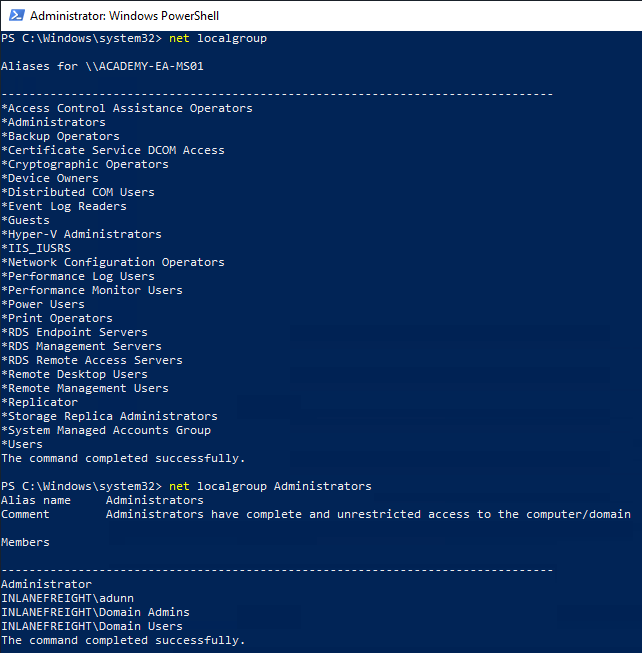 Administrator: Windows PowerShell
PS C:\Windows\system32> net localgroup
Aliases for \\ACADEMY-EA-MS01
-------------------------------------------------------------------------------
*Access Control Assistance Operators
*Administrators
*Backup Operators
*Certificate Service DCOM Access
*Cryptographic Operators
*Device Owners
*Distributed COM Users
*Event Log Readers
*Guests
*Hyper-V Administrators
*IIS_IUSRS
*Network Configuration Operators
*Performance Log Users
*Performance Monitor Users
*Power Users
*Print Operators
*RDS Endpoint Servers
*RDS Management Servers
*RDS Remote Access Servers
*Remote Desktop Users
*Remote Management Users
*Replicator
*Storage Replica Administrators
*System Managed Accounts Group
*Users
The command completed successfully.
PS C:\Windows\system32> net localgroup Administrators
Alias name     Administrators
Comment        Administrators have complete and unrestricted access to the computer/domain
Members
-------------------------------------------------------------------------------
Administrator
INLANEFREIGHT\adunn
INLANEFREIGHT\Domain Admins
INLANEFREIGHT\Domain Users
The command completed successfully.